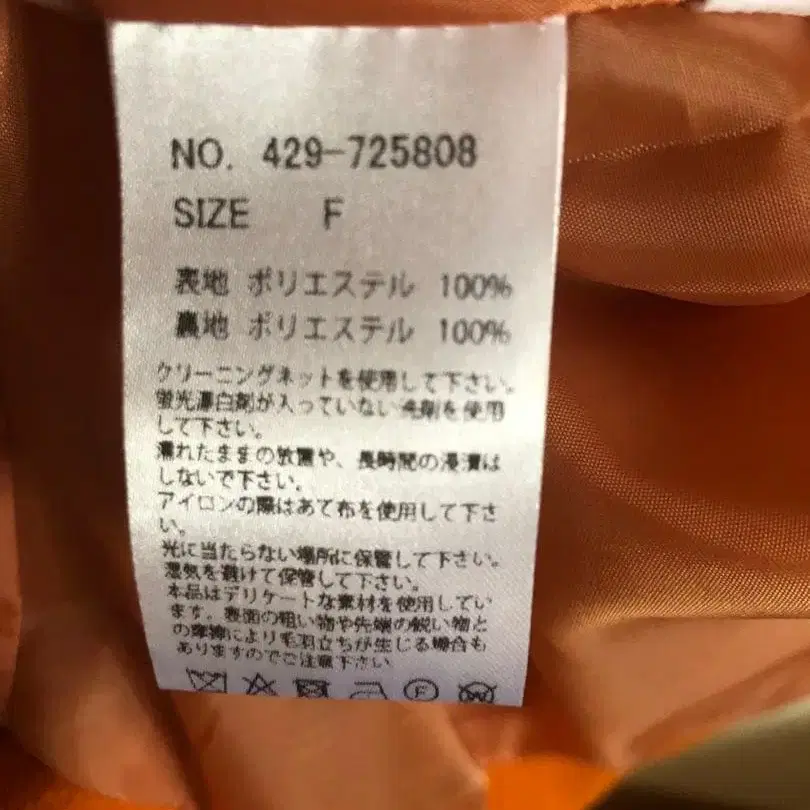 NO. 429-725808
SIZE F
表地 ポリエステル 100%
裏地 ポリエステル 100%
クリーニングネットを使用して下さい。
蛍光漂白剤が入っていない洗剤を使用
して下さい。
濡れたままの放置や、長時間の浸漬は
しないで下さい。
アイロンの際はあて布を使用して下さ
い。
光に当たらない場所に保管して下さい。
湿気を避けて保管して下さい。
本品はデリケートな素材を使用してい
ます。表面の粗い物や先端の鋭い物と
の摩擦により毛羽立ちが生じる場合も
ありますのでご注意下さい
F
W